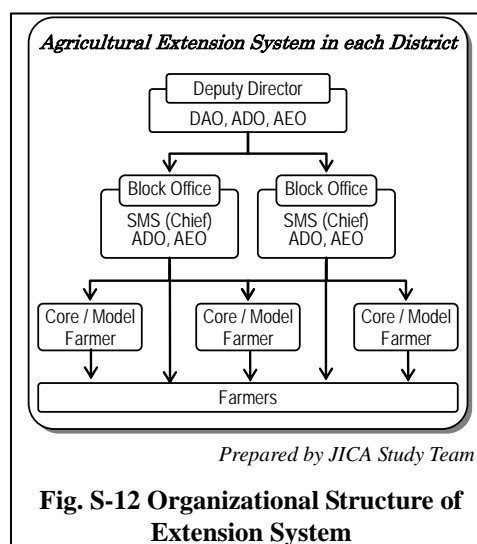 Agricultural Extension System in each District
Deputy Director
DAO, ADO, AEO
Block Office
SMS (Chief)
ADO, AEO
Block Office
SMS (Chief)
ADO, AEO
Core / Model
Farmer
Core / Model
Farmer
Core / Model
Farmer
Farmers
Prepared by JICA Study Team
Fig. S-12 Organizational Structure of
Extension System